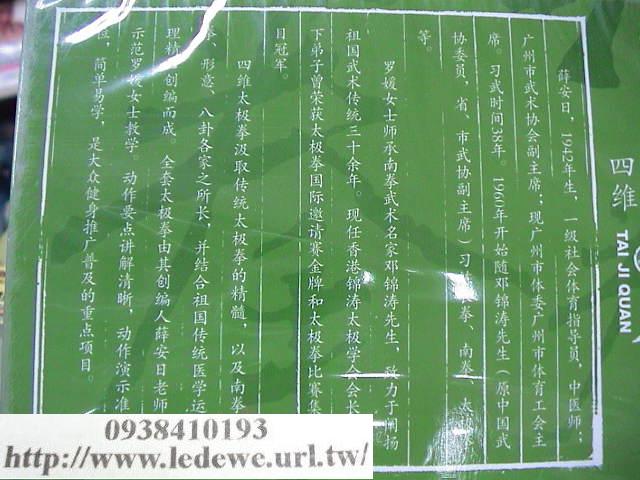 四维
TAI JI QUAN
薛安日，1942年生，一级社会体育指导员，中医师；
广州市武术协会副主席；现广州市体委广州市体育工会主
席。习武时间38年。1960年开始随邓锦涛先生（原中国武
协委员，省、市武协副主席）习拳、南拳、太
等。
罗媛女士师承南拳武术名家邓锦涛先生，致力于阐扬
祖国武术传统三十余年。现任香港锦涛太极学会会长
下弟子曾荣获太极拳国际邀请赛金牌和太极拳比赛集
目冠军。
四维太极拳汲取传统太极拳的精髓，以及南拳
拳、形意、八卦各家之所长，并结合祖国传统医学运
理精创编而成。全套太极拳由其创编人薛安日老师
示范罗媛女士教学。动作要点讲解清晰，动作演示准
位，简单易学，是大众健身推广普及的重点项目。
0938410193
http://www.ledewe.url.tw/